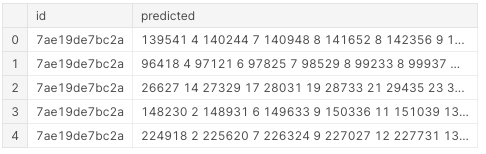 id predicted
0 7ae19de7bc2a 139541 4 140244 7 140948 8 141652 8 142356 9 1...
1 7ae19de7bc2a 96418 4 97121 6 97825 7 98529 8 99233 8 99937 ...
2 7ae19de7bc2a 26627 14 27329 17 28031 19 28733 21 29435 23 3...
3 7ae19de7bc2a 148230 2 148931 6 149633 9 150336 11 151039 13...
4 7ae19de7bc2a 224918 2 225620 7 226324 9 227027 12 227731 13...